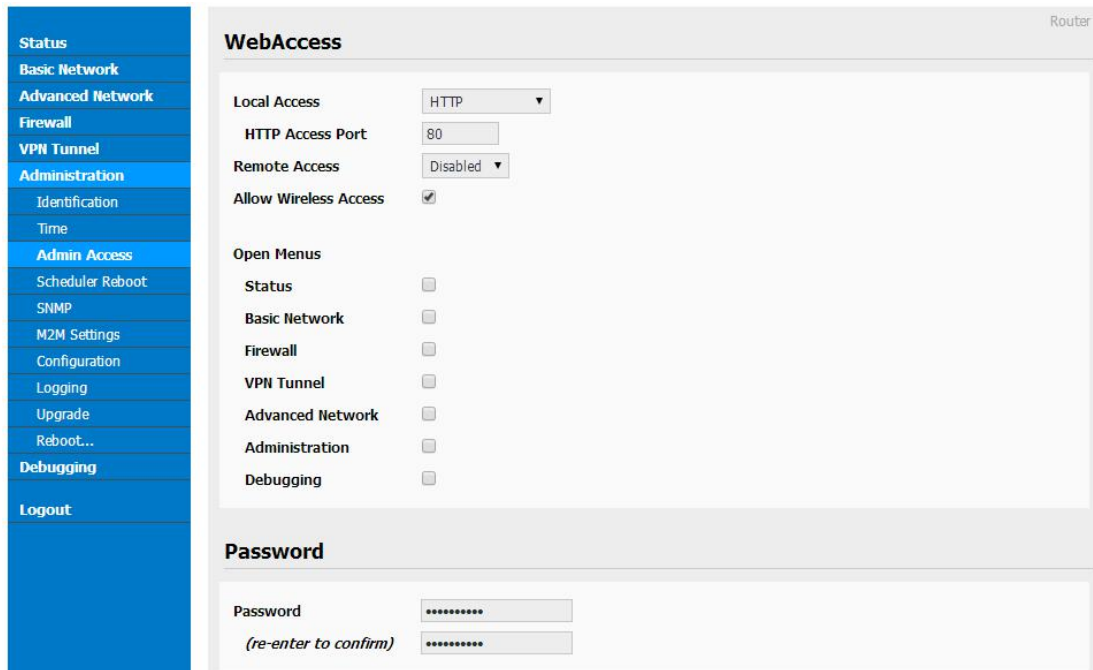 Status
Basic Network
Advanced Network
Firewall
VPN Tunnel
Administration
Identification
Time
Admin Access
Scheduler Reboot
SNMP
M2M Settings
Configuration
Logging
Upgrade
Reboot...
Debugging
Logout
Router
WebAccess
Local Access HTTP
HTTP Access Port 80
Remote Access Disabled
Allow Wireless Access
Open Menus
Status
Basic Network
Firewall
VPN Tunnel
Advanced Network
Administration
Debugging
Password
Password ••••••••••
(re-enter to confirm) ••••••••••